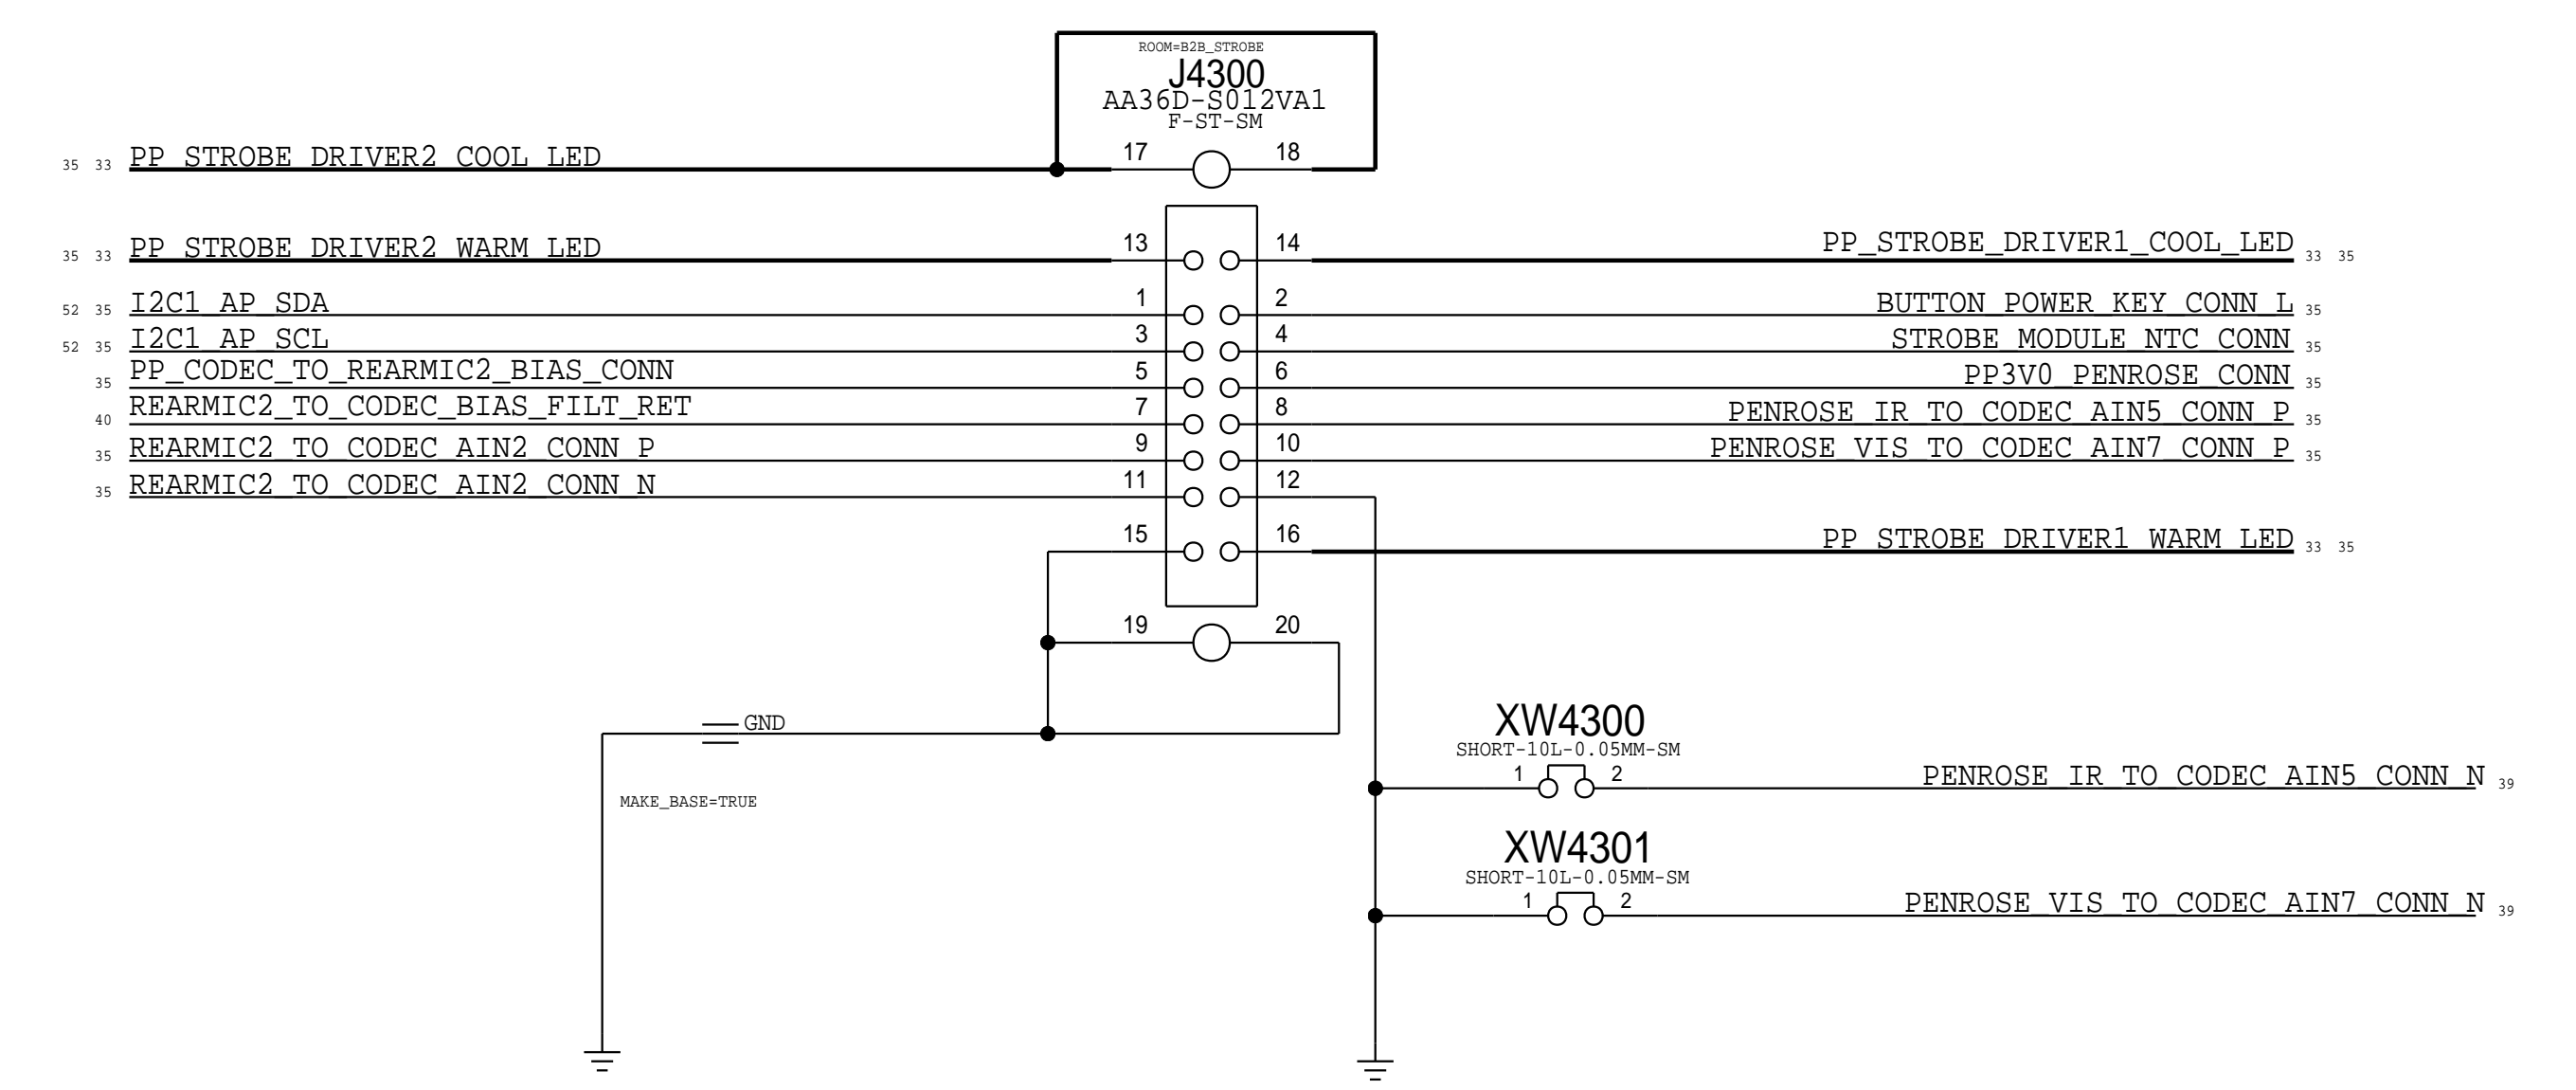 ROOM=B2B_STROBE
J4300
AA36D-S012VA1
F-ST-SM
35 33 PP_STROBE_DRIVER2_COOL_LED 17 18
35 33 PP_STROBE_DRIVER2_WARM_LED 13 14 PP_STROBE_DRIVER1_COOL_LED 33 35
52 35 I2C1_AP_SDA 1 2 BUTTON_POWER_KEY_CONN_L 35
52 35 I2C1_AP_SCL 3 4 STROBE_MODULE_NTC_CONN 35
35 PP_CODEC_TO_REARMIC2_BIAS_CONN 5 6 PP3V0_PENROSE_CONN 35
40 REARMIC2_TO_CODEC_BIAS_FILT_RET 7 8 PENROSE_IR_TO_CODEC_AIN5_CONN_P 35
35 REARMIC2_TO_CODEC_AIN2_CONN_P 9 10 PENROSE_VIS_TO_CODEC_AIN7_CONN_P 35
35 REARMIC2_TO_CODEC_AIN2_CONN_N 11 12
15 16 PP_STROBE_DRIVER1_WARM_LED 33 35
19 20
GND
MAKE_BASE=TRUE
XW4300
SHORT-10L-0.05MM-SM
1 2 PENROSE_IR_TO_CODEC_AIN5_CONN_N 39
XW4301
SHORT-10L-0.05MM-SM
1 2 PENROSE_VIS_TO_CODEC_AIN7_CONN_N 39